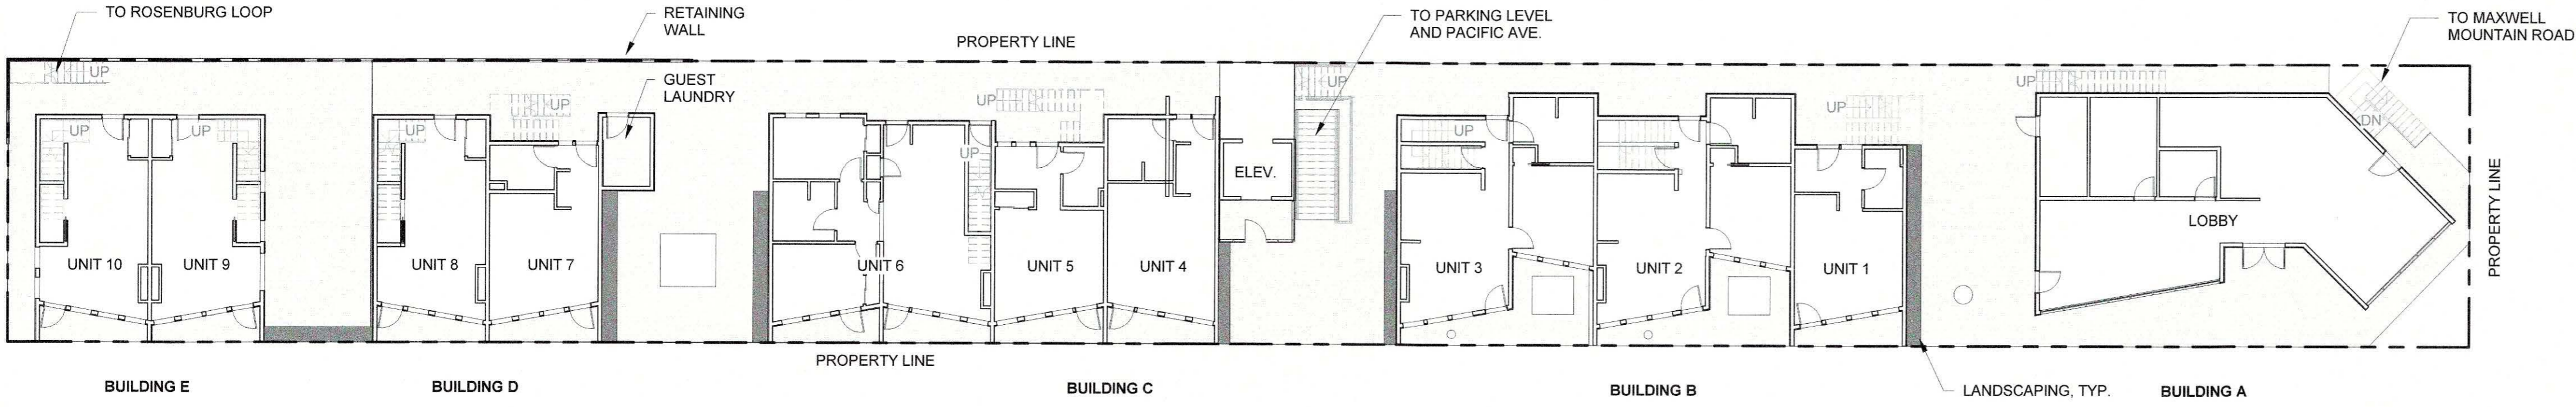 TO ROSENBURG LOOP
RETAINING
WALL
PROPERTY LINE
TO PARKING LEVEL
AND PACIFIC AVE.
TO MAXWELL
MOUNTAIN ROAD
GUEST
LAUNDRY
UP
UP
UP
UP
UP
UP
UP
UP
UP
UP
UP
UP
DN
ELEV.
PROPERTY LINE
LOBBY
UNIT 10
UNIT 9
UNIT 8
UNIT 7
UNIT 6
UNIT 5
UNIT 4
UNIT 3
UNIT 2
UNIT 1
PROPERTY LINE
BUILDING E
BUILDING D
BUILDING C
BUILDING B
LANDSCAPING, TYP.
BUILDING A